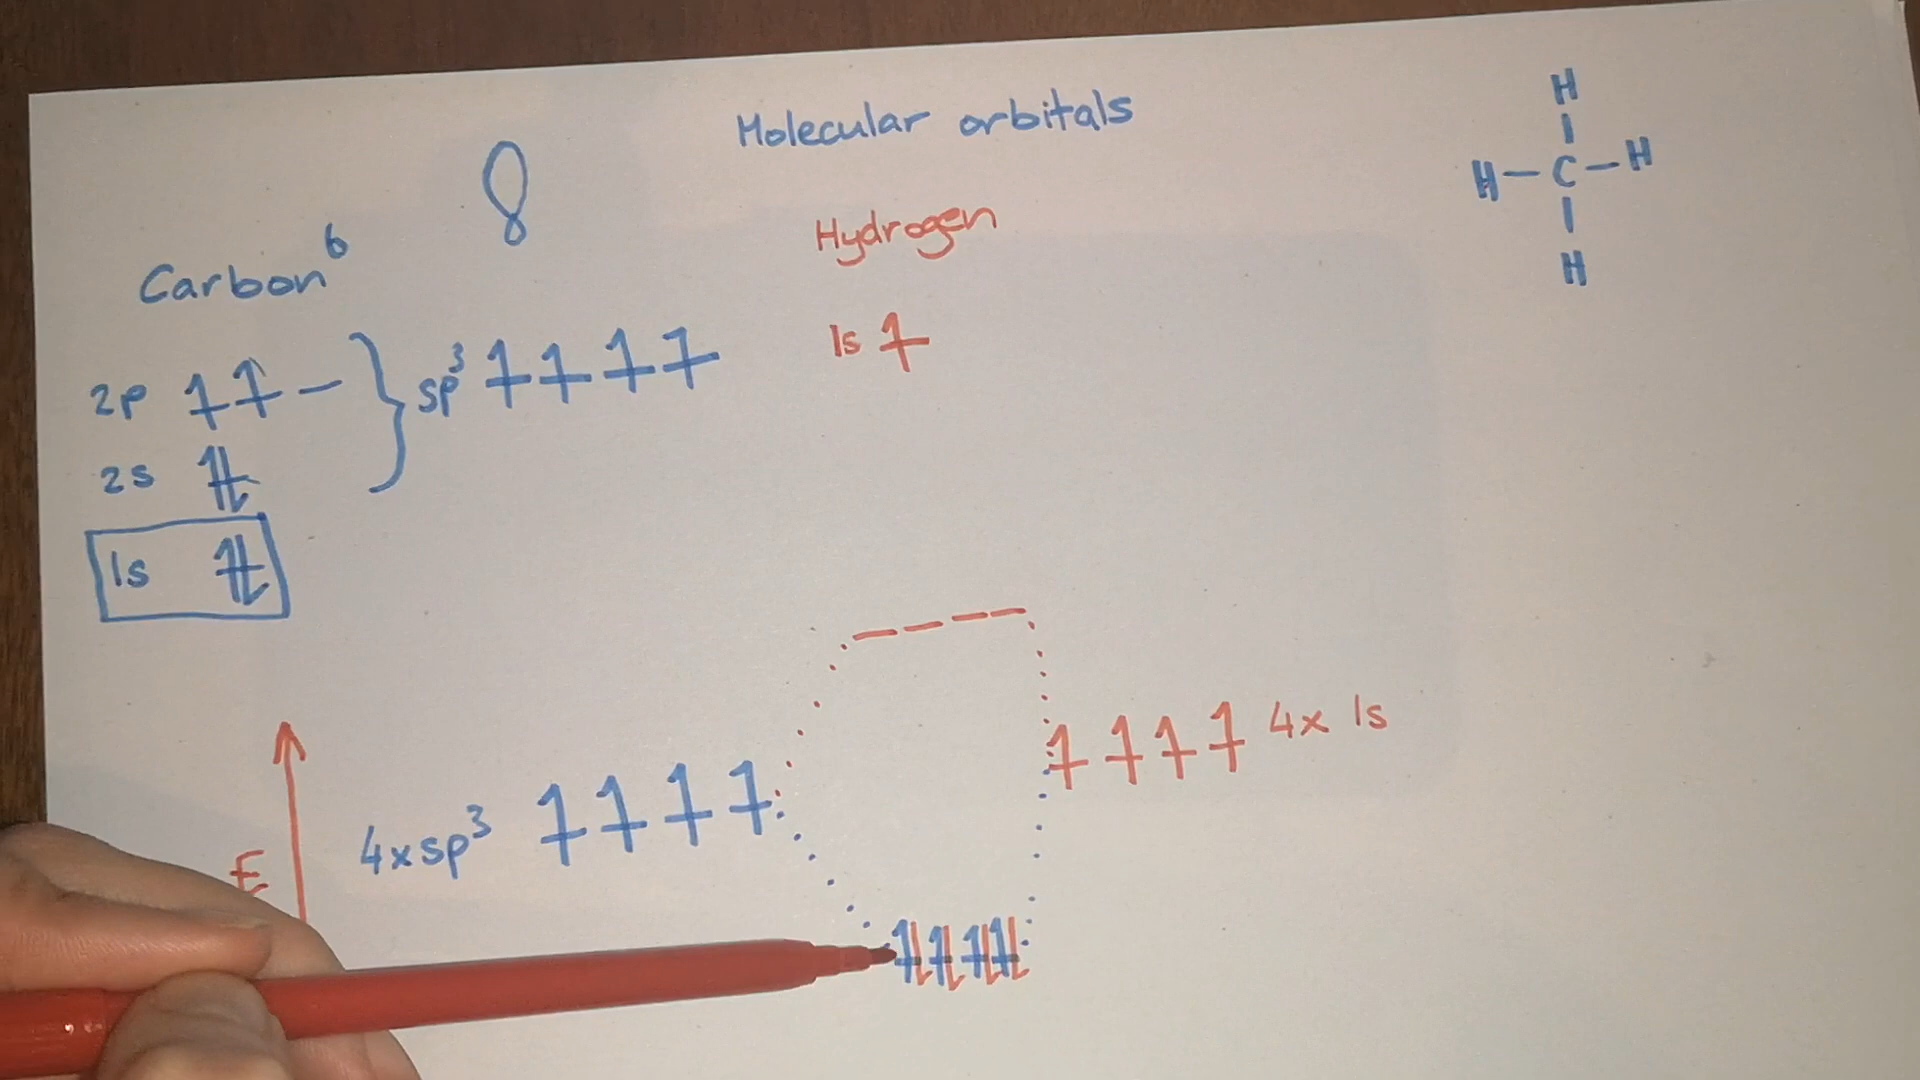 Molecular orbitals
H
H-C-H
H
Hydrogen
Carbon⁶
1s
2p
sp³
2s
1s
4x 1s
4xsp³
E